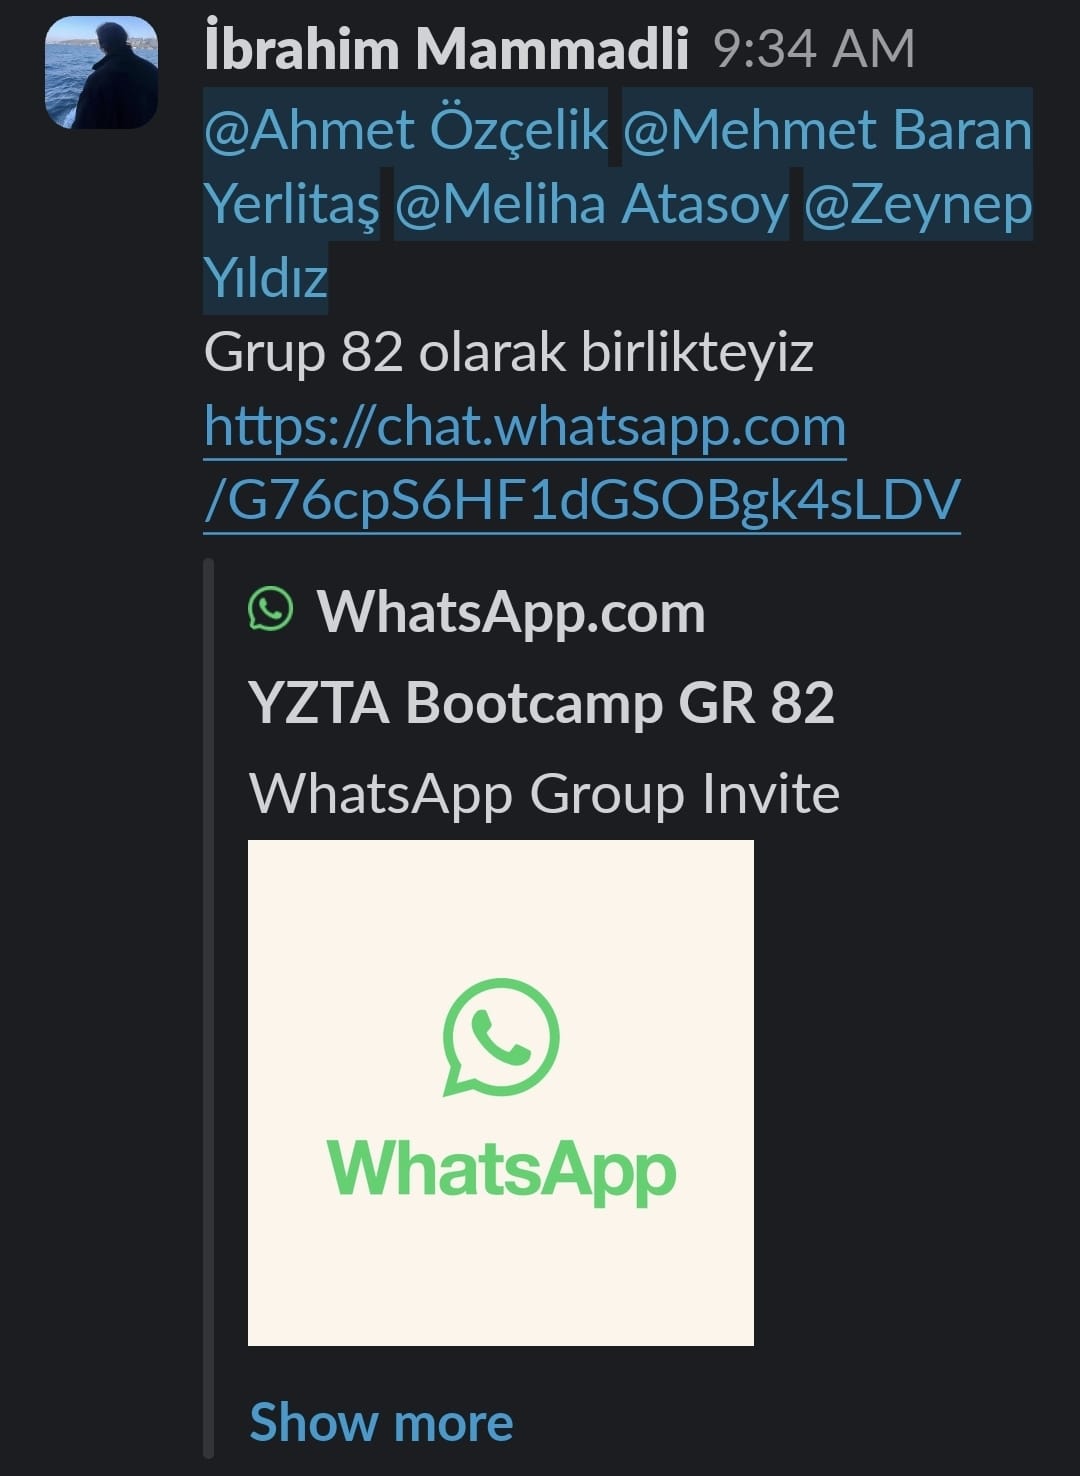 İbrahim Mammadli 9:34 AM
@Ahmet Özçelik @Mehmet Baran
Yerlitaş @Meliha Atasoy @Zeynep
Yıldız
Grup 82 olarak birlikteyiz
https://chat.whatsapp.com
/G76cpS6HF1dGSOBgk4sLDV
WhatsApp.com
YZTA Bootcamp GR 82
WhatsApp Group Invite
WhatsApp
Show more